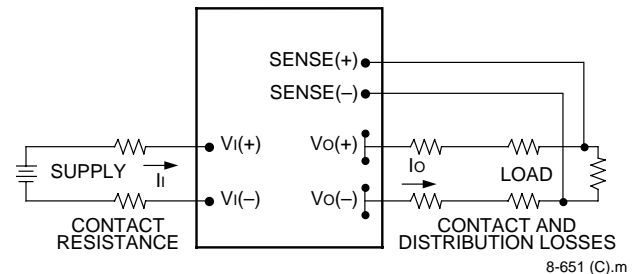 SENSE(+)
SENSE(–)
VI(+)
VO(+)
SUPPLY
II
IO
LOAD
VI(–)
VO(–)
CONTACT
RESISTANCE
CONTACT AND
DISTRIBUTION LOSSES
8-651 (C).m